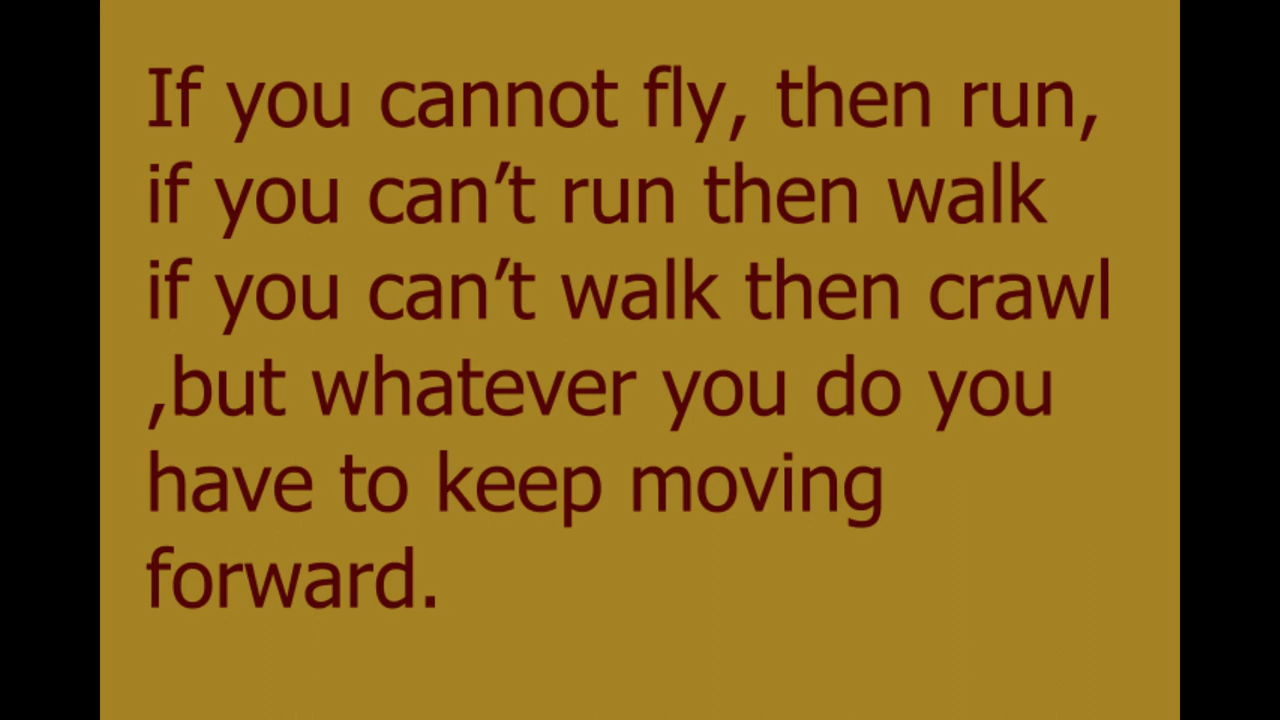 If you cannot fly, then run,
if you can’t run then walk
if you can’t walk then crawl
,but whatever you do you
have to keep moving
forward.